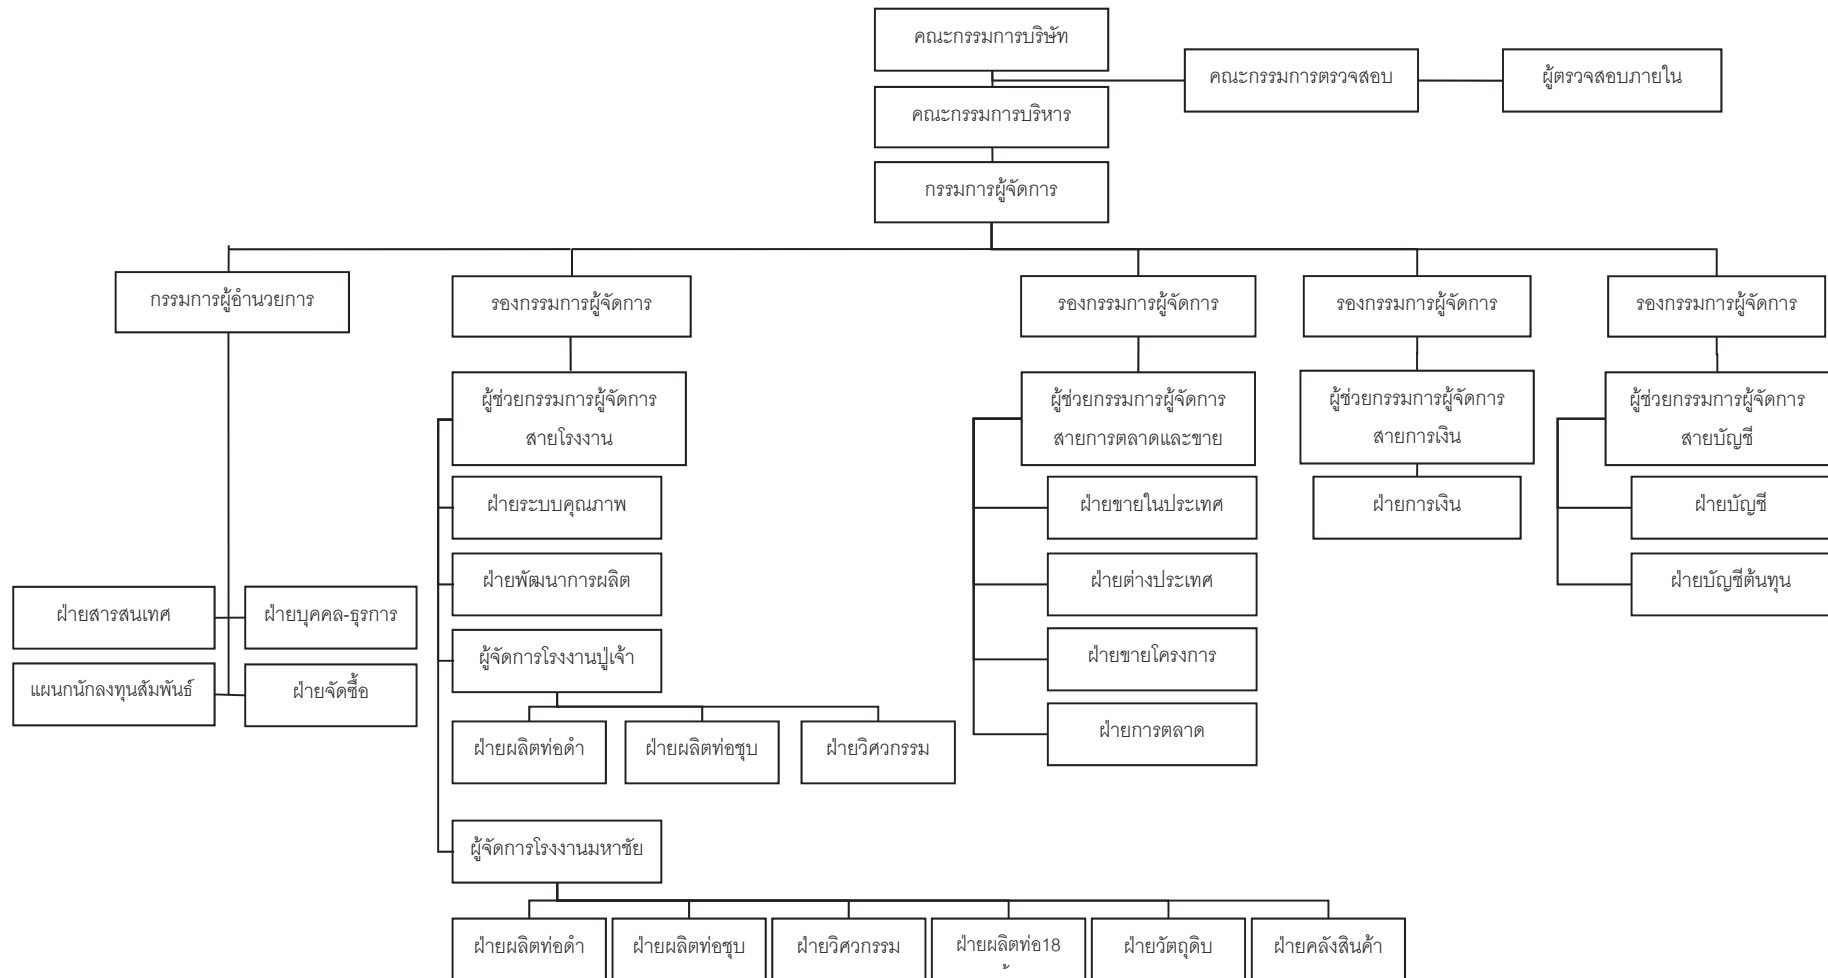 คณะกรรมการบริษัท
คณะกรรมการตรวจสอบ
ผู้ตรวจสอบภายใน
คณะกรรมการบริหาร
กรรมการผู้จัดการ
กรรมการผู้อำนวยการ
รองกรรมการผู้จัดการ
รองกรรมการผู้จัดการ
รองกรรมการผู้จัดการ
รองกรรมการผู้จัดการ
ผู้ช่วยกรรมการผู้จัดการ
สายโรงงาน
ผู้ช่วยกรรมการผู้จัดการ
สายการตลาดและขาย
ผู้ช่วยกรรมการผู้จัดการ
สายการเงิน
ผู้ช่วยกรรมการผู้จัดการ
สายบัญชี
ฝ่ายระบบคุณภาพ
ฝ่ายขายในประเทศ
ฝ่ายการเงิน
ฝ่ายบัญชี
ฝ่ายพัฒนาการผลิต
ฝ่ายต่างประเทศ
ฝ่ายบัญชีต้นทุน
ฝ่ายสารสนเทศ
ฝ่ายบุคคล-ธุรการ
ผู้จัดการโรงงานปู่เจ้า
ฝ่ายขายโครงการ
แผนกนักลงทุนสัมพันธ์
ฝ่ายจัดซื้อ
ฝ่ายผลิตท่อดำ
ฝ่ายผลิตท่อชุบ
ฝ่ายวิศวกรรม
ฝ่ายการตลาด
ผู้จัดการโรงงานมหาชัย
ฝ่ายผลิตท่อดำ
ฝ่ายผลิตท่อชุบ
ฝ่ายวิศวกรรม
ฝ่ายผลิตท่อ18
ฝ่ายวัตถุดิบ
ฝ่ายคลังสินค้า